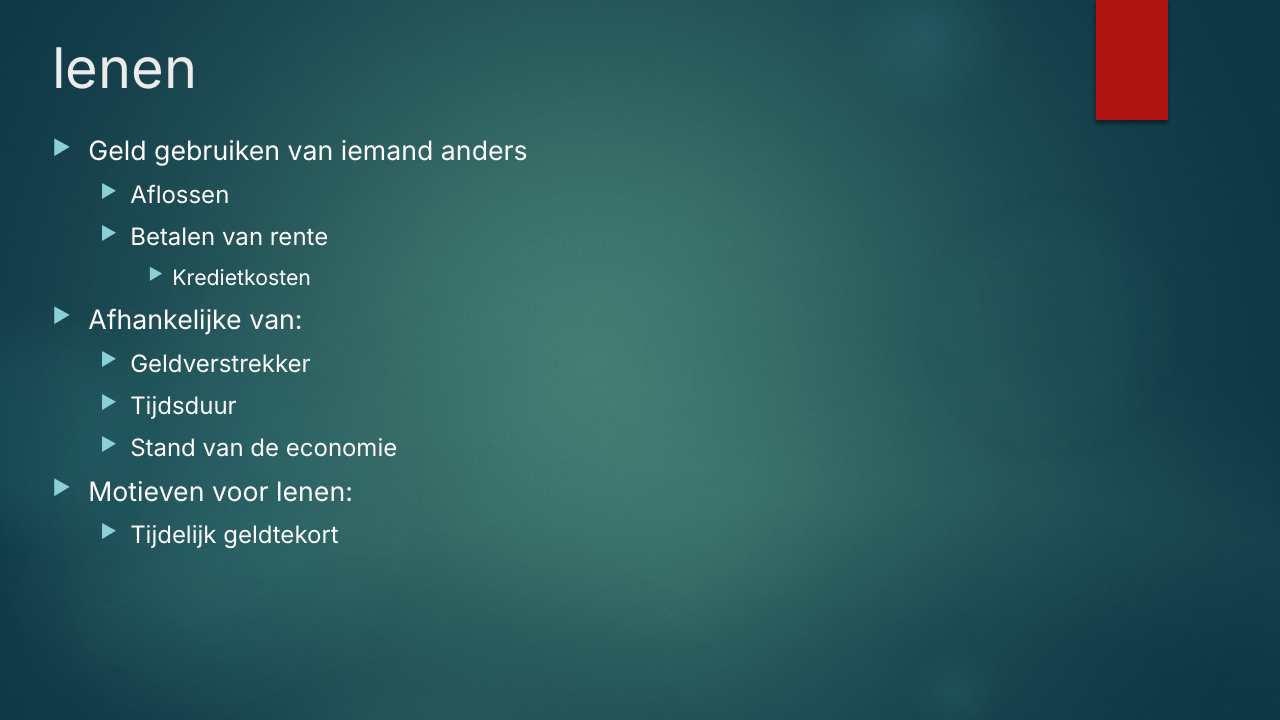 lenen
Geld gebruiken van iemand anders
Aflossen
Betalen van rente
Kredietkosten
Afhankelijke van:
Geldverstrekker
Tijdsduur
Stand van de economie
Motieven voor lenen:
Tijdelijk geldtekort